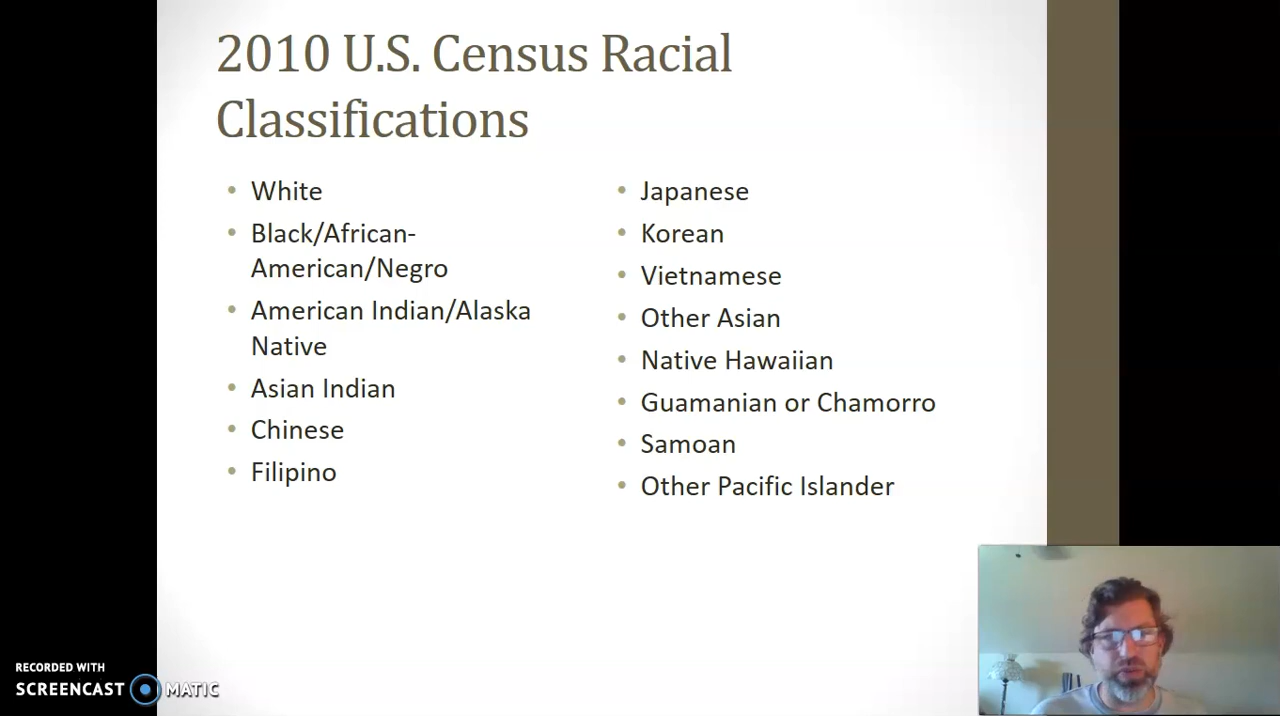 2010 U.S. Census Racial
Classifications
White
Black/African-
American/Negro
American Indian/Alaska
Native
Asian Indian
Chinese
Filipino
Japanese
Korean
Vietnamese
Other Asian
Native Hawaiian
Guamanian or Chamorro
Samoan
Other Pacific Islander
RECORDED WITH
SCREENCAST MATIC